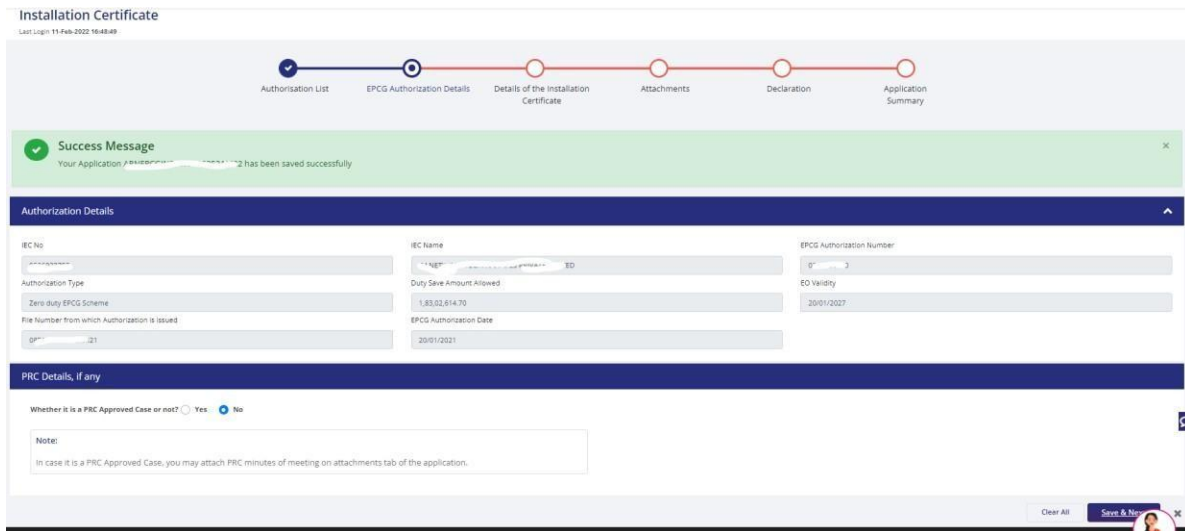 Installation Certificate
Last Login 11-Feb-2022 16:48:49
Authorisation List
EPCG Authorization Details
Details of the Installation
Certificate
Attachments
Declaration
Application
Summary
Success Message
Your Application 2 has been saved successfully
Authorization Details
IEC No
IEC Name
EPCG Authorization Number
ED
Authorization Type
Duty Save Amount Allowed
EO Validity
Zero duty EPCG Scheme
1,83,02,614.70
20/01/2027
File Number from which Authorization is issued
EPCG Authorization Date
21
20/01/2021
PRC Details, if any
Whether it is a PRC Approved Case or not? Yes No
Note:
In case it is a PRC Approved Case, you may attach PRC minutes of meeting on attachments tab of the application.
Clear All
Save &